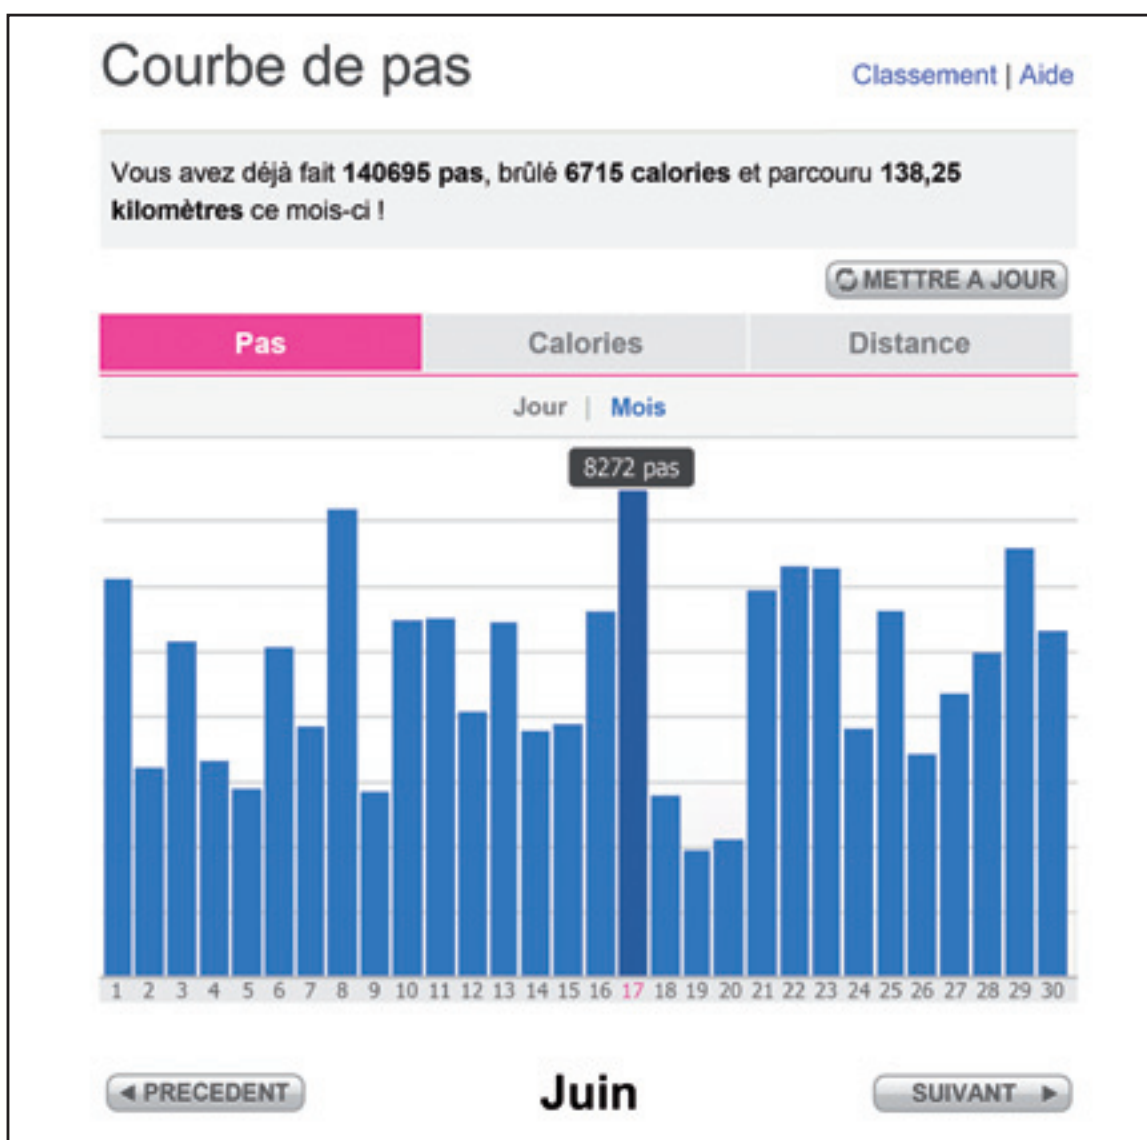 Courbe de pas
Classement | Aide
Vous avez déjà fait 140695 pas, brûlé 6715 calories et parcouru 138,25
kilomètres ce mois-ci !
METTRE A JOUR
Pas Calories Distance
Jour | Mois
8272 pas
1 2 3 4 5 6 7 8 9 10 11 12 13 14 15 16 17 18 19 20 21 22 23 24 25 26 27 28 29 30
PRECEDENT Juin SUIVANT